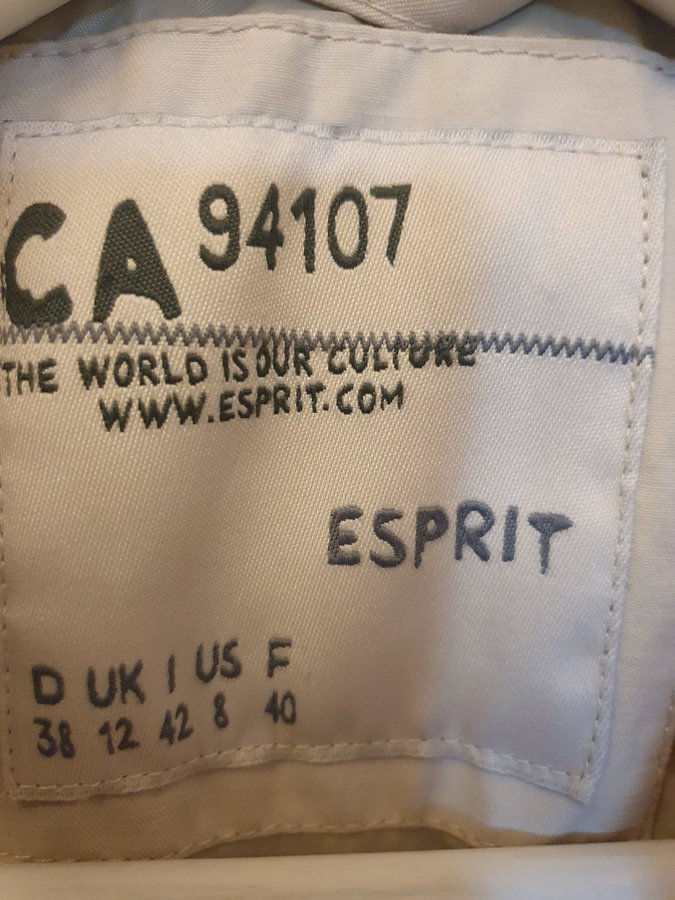 CA 94107
THE WORLD IS OUR CULTURE
WWW.ESPRIT.COM
ESPRIT
D UK I US F
38 12 42 8 40